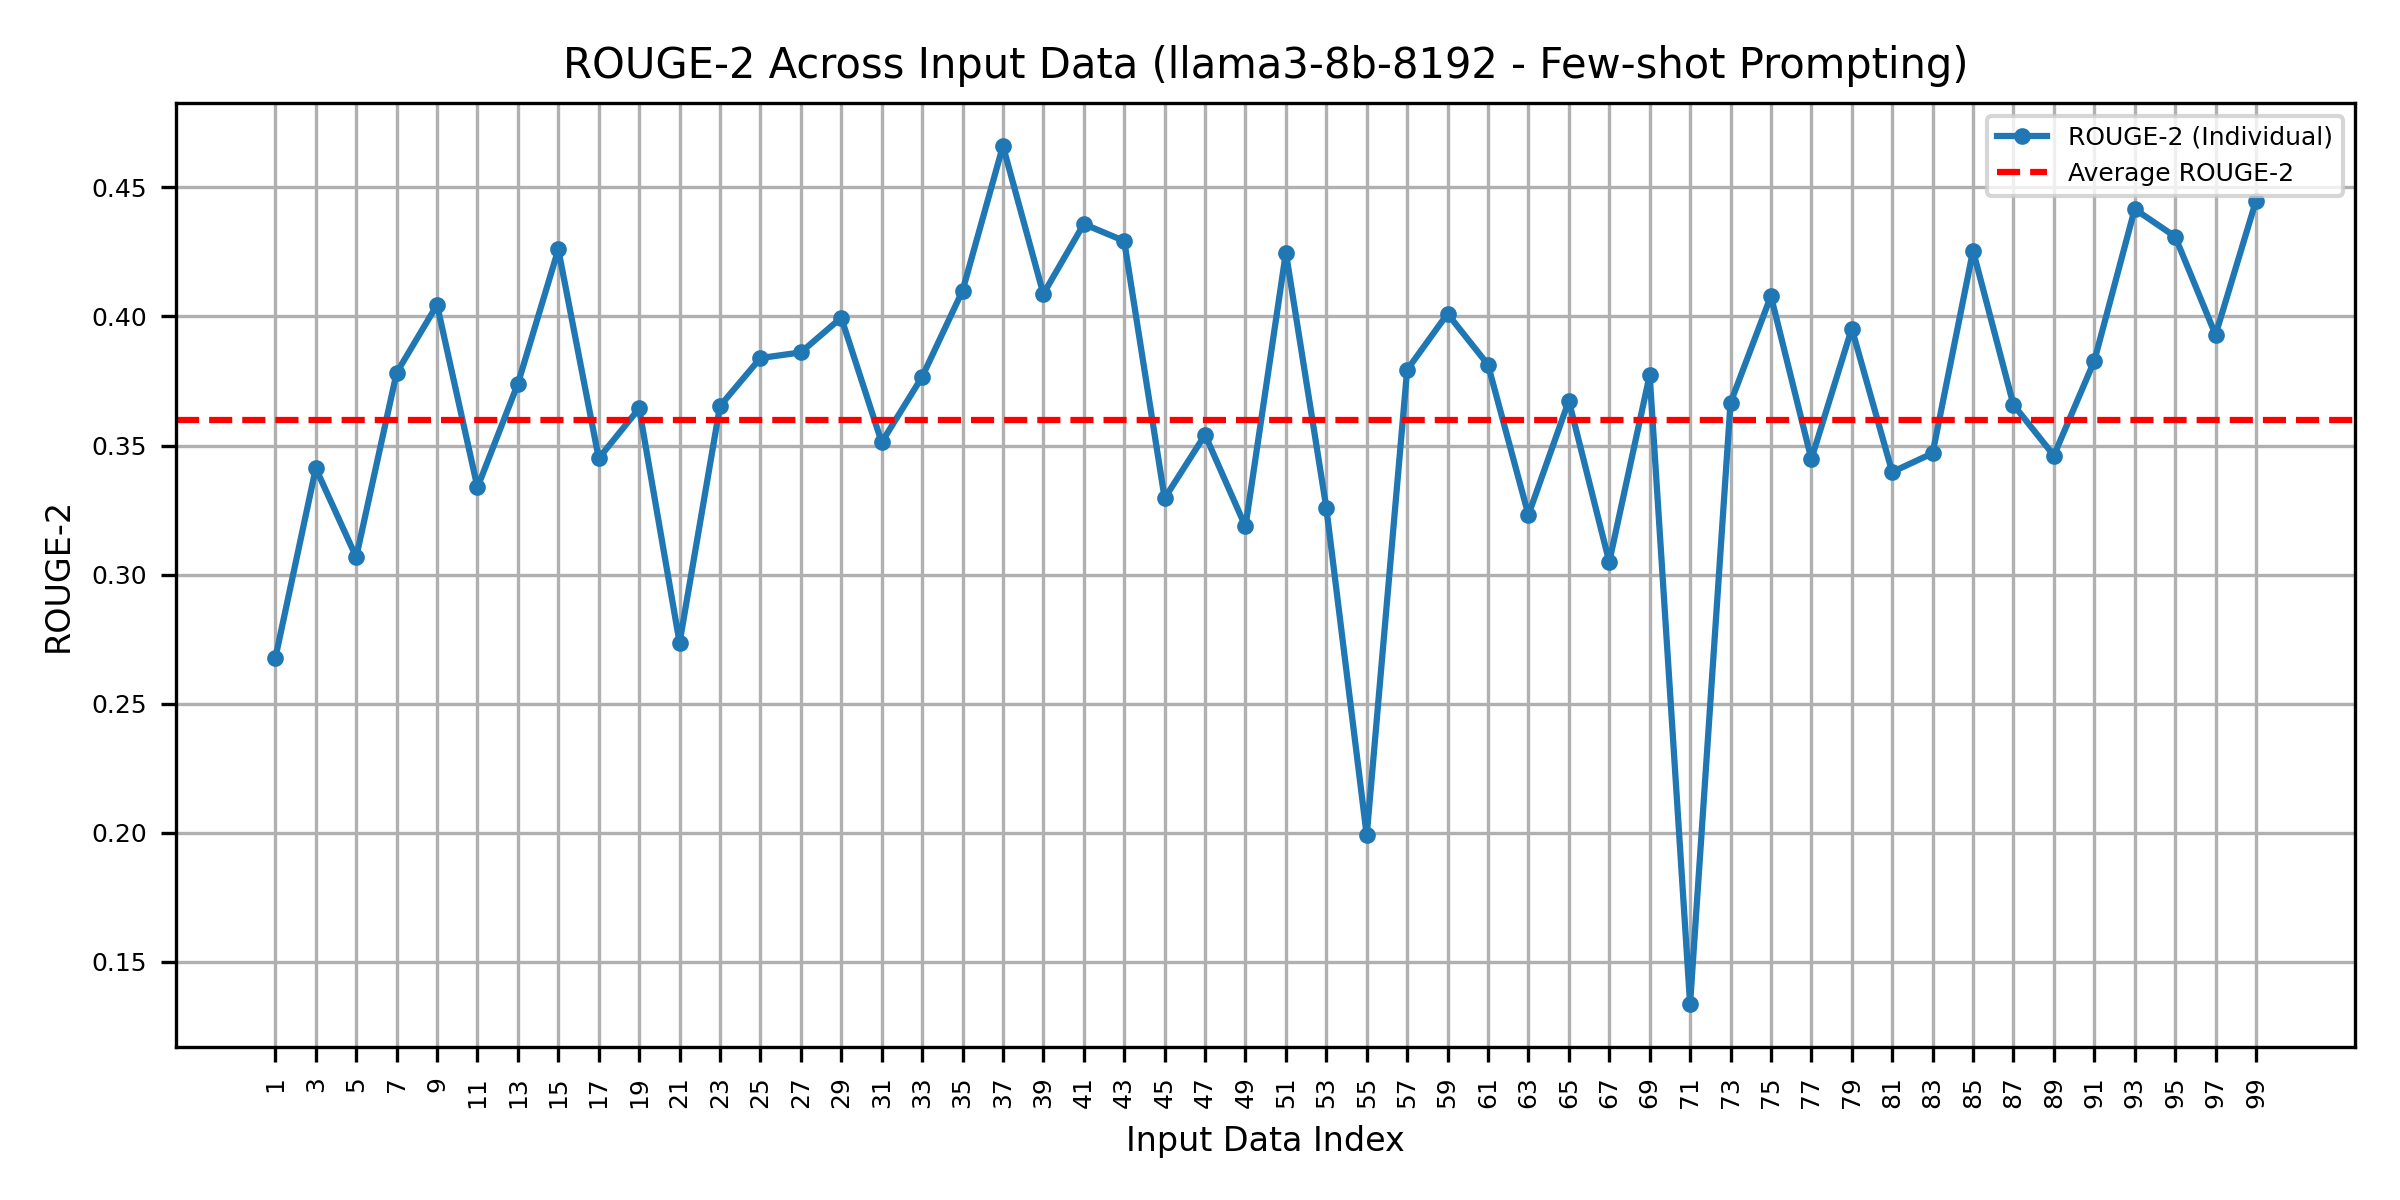 ROUGE-2 Across Input Data (llama3-8b-8192 - Few-shot Prompting)
ROUGE-2 (Individual)
Average ROUGE-2
0.45
0.40
0.35
0.30
0.25
0.20
0.15
ROUGE-2
1 3 5 7 9 11 13 15 17 19 21 23 25 27 29 31 33 35 37 39 41 43 45 47 49 51 53 55 57 59 61 63 65 67 69 71 73 75 77 79 81 83 85 87 89 91 93 95 97 99
Input Data Index